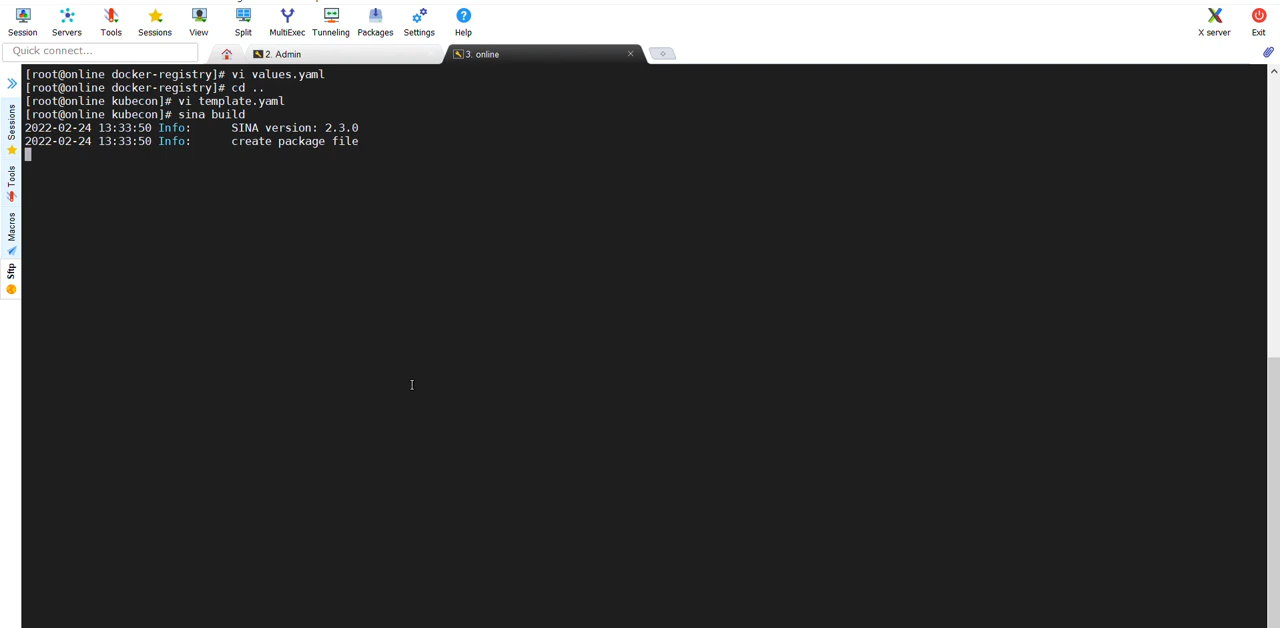 Session Servers Tools Sessions View Split MultiExec Tunneling Packages Settings Help X server Exit
Quick connect... 2. Admin 3. online
[root@online docker-registry]# vi values.yaml
[root@online docker-registry]# cd ..
[root@online kubecon]# vi template.yaml
[root@online kubecon]# sina build
2022-02-24 13:33:50 Info: SINA version: 2.3.0
2022-02-24 13:33:50 Info: create package file
Sessions
Tools
Macros
Sftp